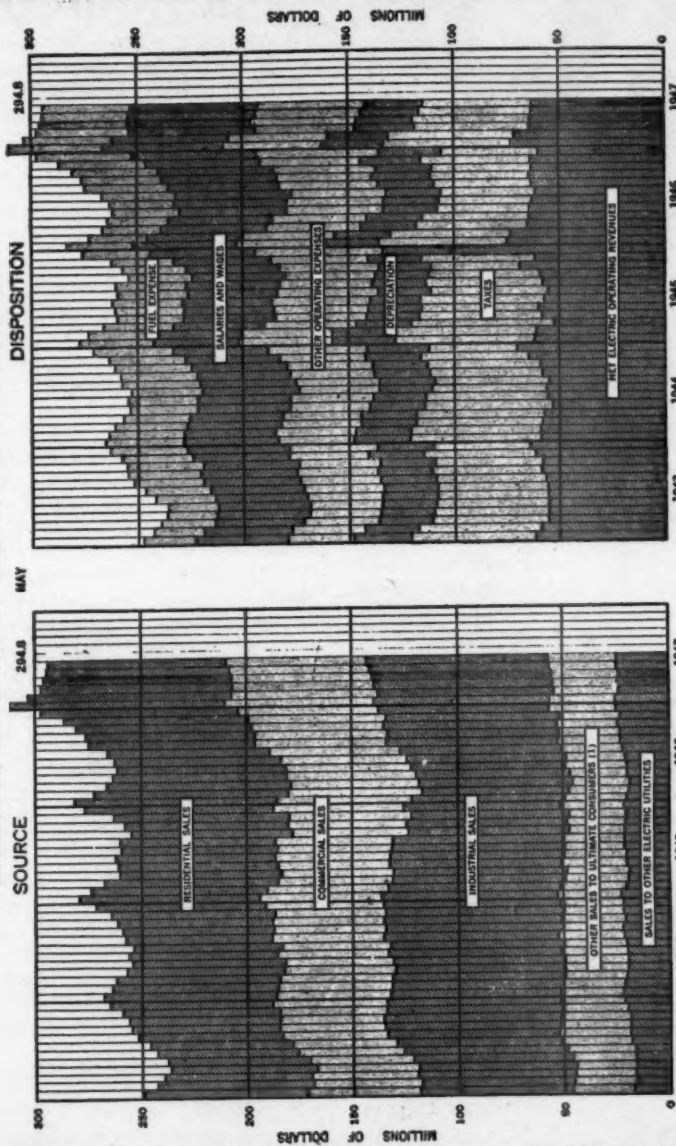 SOURCE
MAY
294.8
MILLIONS OF DOLLARS
300
250
200
150
100
50
0
RESIDENTIAL SALES
COMMERCIAL SALES
INDUSTRIAL SALES
OTHER SALES TO ULTIMATE CONSUMERS (1)
SALES TO OTHER ELECTRIC UTILITIES
DISPOSITION
294.8
MILLIONS OF DOLLARS
300
250
200
150
100
50
0
FUEL EXPENSE
SALARIES AND WAGES
OTHER OPERATING EXPENSES
DEPRECIATION
TAXES
NET ELECTRIC OPERATING REVENUES
1943
1944
1945
1946
1947